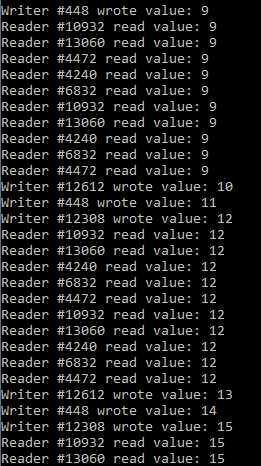 Writer #448 wrote value: 9
Reader #10932 read value: 9
Reader #13060 read value: 9
Reader #4472 read value: 9
Reader #4240 read value: 9
Reader #6832 read value: 9
Reader #10932 read value: 9
Reader #13060 read value: 9
Reader #4240 read value: 9
Reader #6832 read value: 9
Reader #4472 read value: 9
Writer #12612 wrote value: 10
Writer #448 wrote value: 11
Writer #12308 wrote value: 12
Reader #10932 read value: 12
Reader #13060 read value: 12
Reader #4240 read value: 12
Reader #6832 read value: 12
Reader #4472 read value: 12
Reader #10932 read value: 12
Reader #13060 read value: 12
Reader #4240 read value: 12
Reader #6832 read value: 12
Reader #4472 read value: 12
Writer #12612 wrote value: 13
Writer #448 wrote value: 14
Writer #12308 wrote value: 15
Reader #10932 read value: 15
Reader #13060 read value: 15